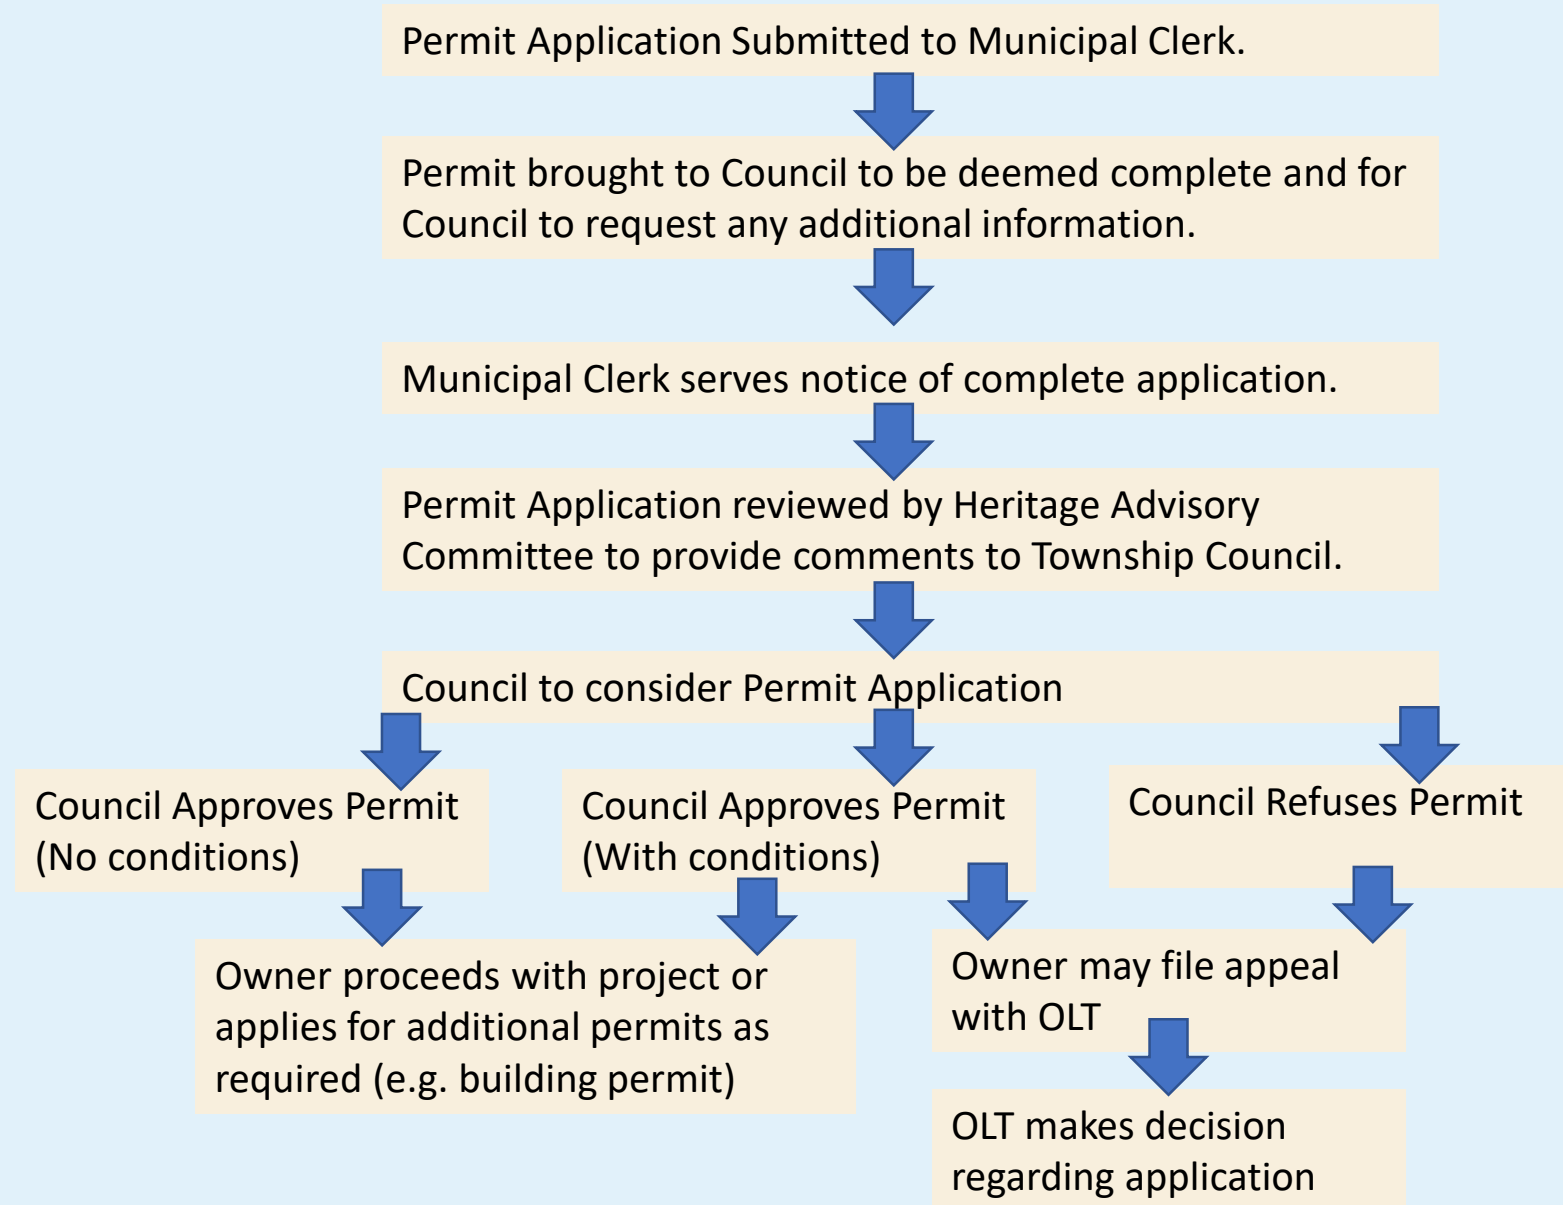 Permit Application Submitted to Municipal Clerk.
Permit brought to Council to be deemed complete and for
Council to request any additional information.
Municipal Clerk serves notice of complete application.
Permit Application reviewed by Heritage Advisory
Committee to provide comments to Township Council.
Council to consider Permit Application
Council Approves Permit
(No conditions)
Council Approves Permit
(With conditions)
Council Refuses Permit
Owner proceeds with project or
applies for additional permits as
required (e.g. building permit)
Owner may file appeal
with OLT
OLT makes decision
regarding application